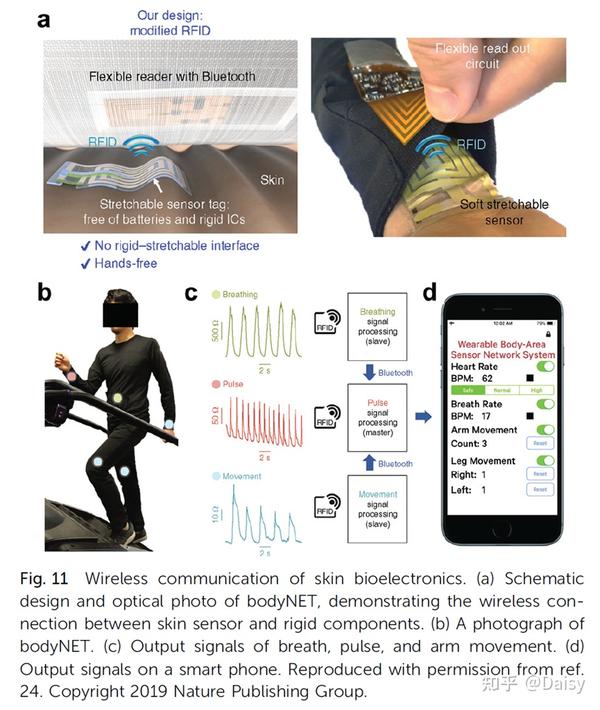 a
Our design:
modified RFID
Flexible reader with Bluetooth
RFID
Skin
Stretchable sensor tag:
free of batteries and rigid ICs
✓ No rigid–stretchable interface
✓ Hands-free
Flexible read out
circuit
RFID
Soft stretchable
sensor
b
c
Breathing
500 Ω
2 s
RFID
Breathing
signal
processing
(slave)
Bluetooth
Pulse
50 Ω
2 s
RFID
Pulse
signal
processing
(master)
Bluetooth
Movement
10 Ω
2 s
RFID
Movement
signal
processing
(slave)
d
10:02 AM
79%
Wearable Body-Area
Sensor Network System
Heart Rate
BPM: 62
Safe Normal High
Breath Rate
BPM: 17
Arm Movement
Count: 3 Reset
Leg Movement
Right: 1 Reset
Left: 1 Reset
Fig. 11 Wireless communication of skin bioelectronics. (a) Schematic
design and optical photo of bodyNET, demonstrating the wireless con-
nection between skin sensor and rigid components. (b) A photograph of
bodyNET. (c) Output signals of breath, pulse, and arm movement. (d)
Output signals on a smart phone. Reproduced with permission from ref.
24. Copyright 2019 Nature Publishing Group.
知乎 @Daisy